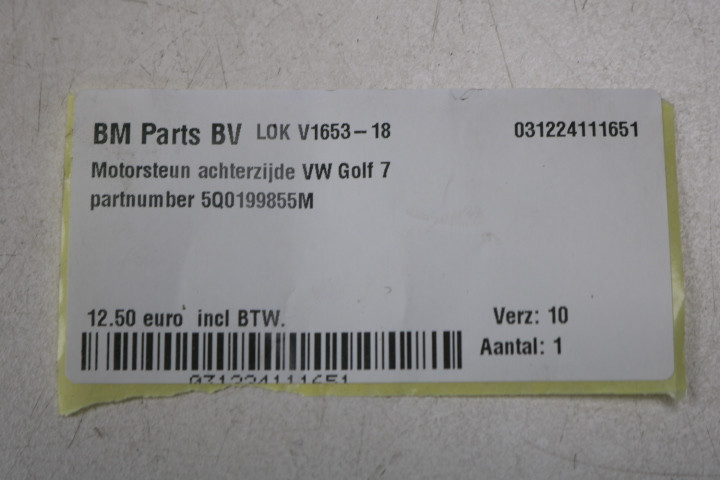 BM Parts BV LOK V1653-18 031224111651
Motorsteun achterzijde VW Golf 7
partnumber 5Q0199855M
12.50 euro incl BTW. Verz: 10
Aantal: 1
031224111651